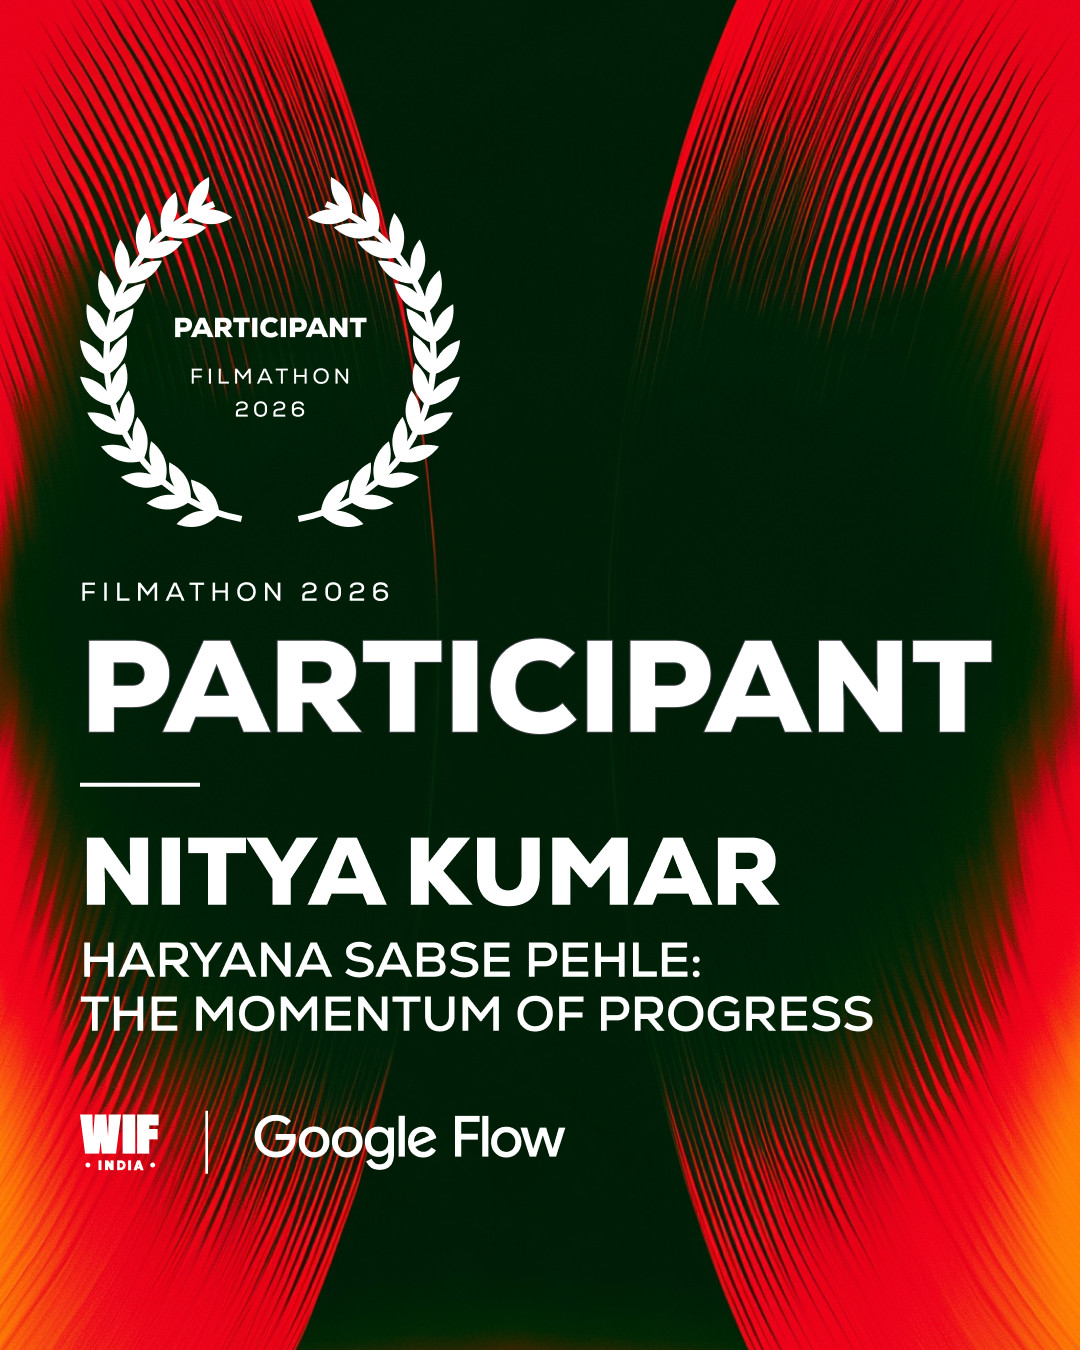 PARTICIPANT
FILMATHON
2026
FILMATHON 2026
PARTICIPANT
NITYA KUMAR
HARYANA SABSE PEHLE:
THE MOMENTUM OF PROGRESS
WIF
• INDIA •
Google Flow